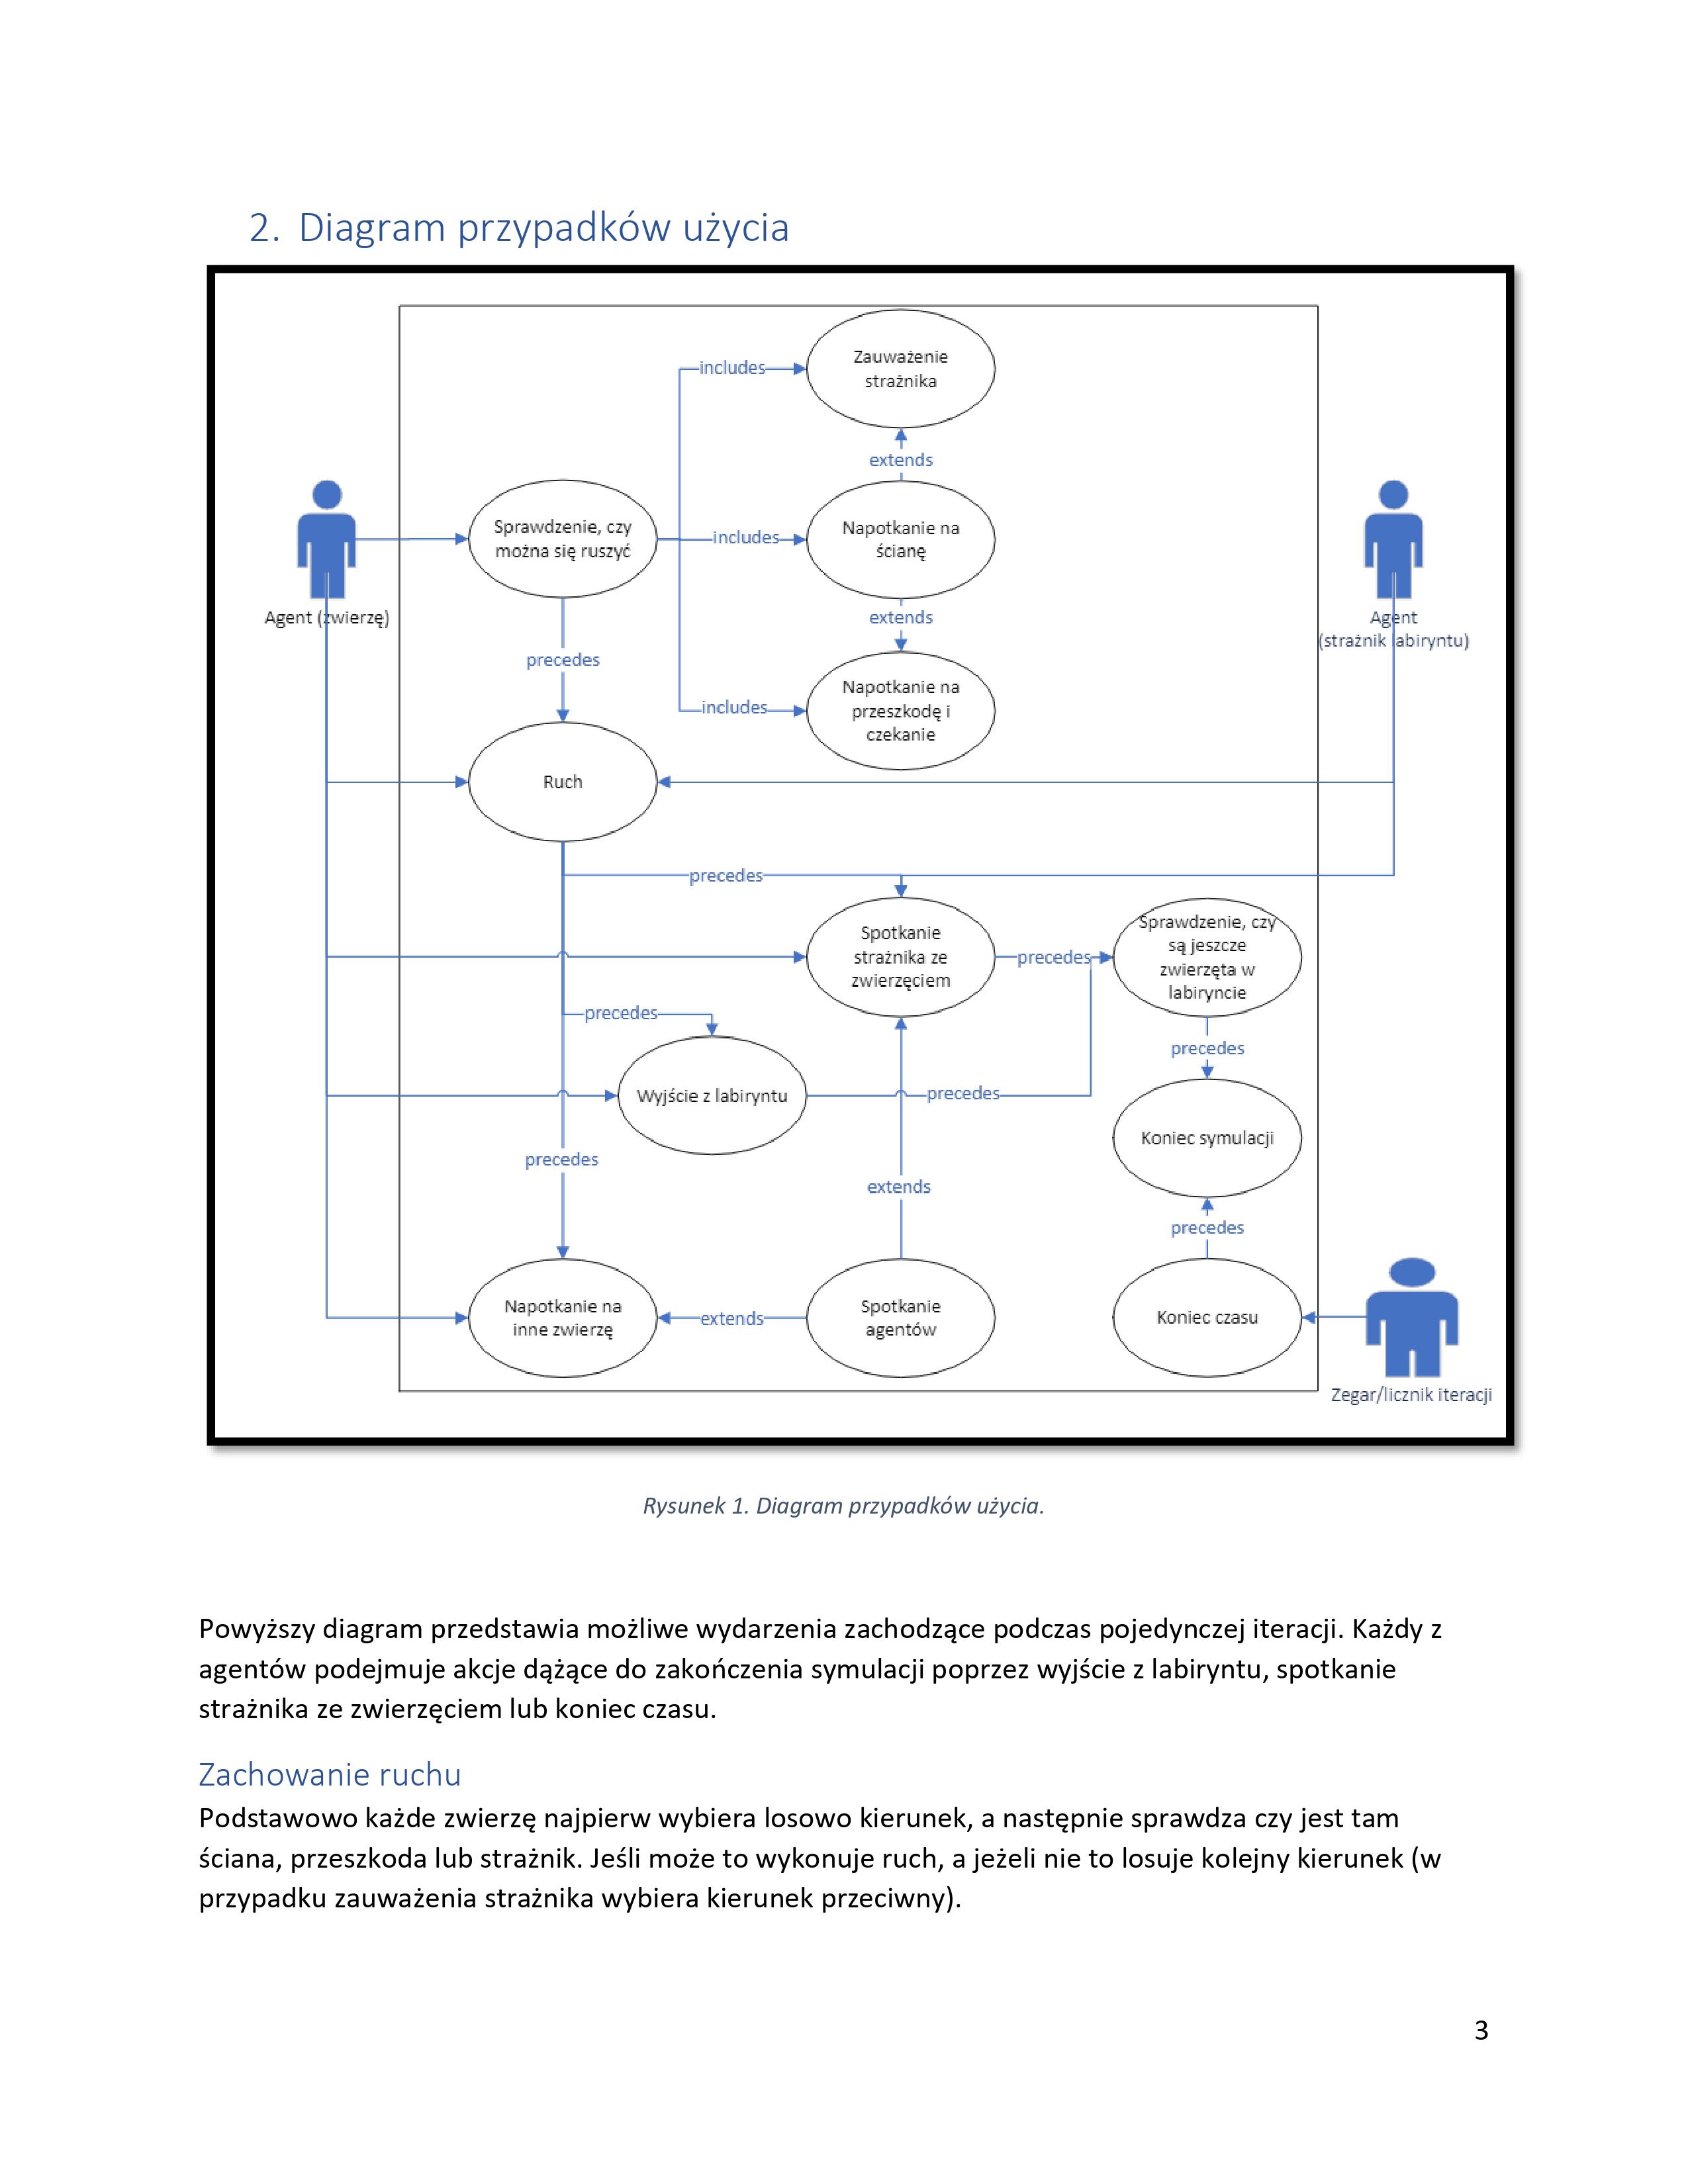 2. Diagram przypadków użycia
Zauważenie
strażnika
includes
extends
Sprawdzenie, czy
można się ruszyć
includes
Napotkanie na
ścianę
Agent (zwierzę)
Agent
(strażnik labiryntu)
extends
precedes
includes
Napotkanie na
przeszkodę i
czekanie
Ruch
precedes
Spotkanie
strażnika ze
zwierzęciem
precedes
Sprawdzenie, czy
są jeszcze
zwierzęta w
labiryncie
precedes
precedes
Wyjście z labiryntu
precedes
Koniec symulacji
precedes
extends
precedes
Napotkanie na
inne zwierzę
extends
Spotkanie
agentów
Koniec czasu
Zegar/licznik iteracji
Rysunek 1. Diagram przypadków użycia.
Powyższy diagram przedstawia możliwe wydarzenia zachodzące podczas pojedynczej iteracji. Każdy z
agentów podejmuje akcje dążące do zakończenia symulacji poprzez wyjście z labiryntu, spotkanie
strażnika ze zwierzęciem lub koniec czasu.
Zachowanie ruchu
Podstawowo każde zwierzę najpierw wybiera losowo kierunek, a następnie sprawdza czy jest tam
ściana, przeszkoda lub strażnik. Jeśli może to wykonuje ruch, a jeżeli nie to losuje kolejny kierunek (w
przypadku zauważenia strażnika wybiera kierunek przeciwny).
3